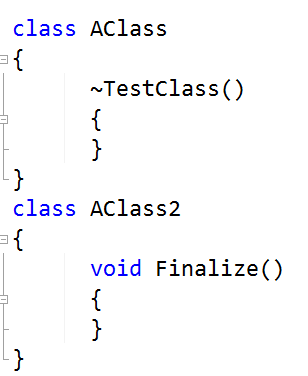 class AClass
{
~TestClass()
{
}
}
class AClass2
{
void Finalize()
{
}
}